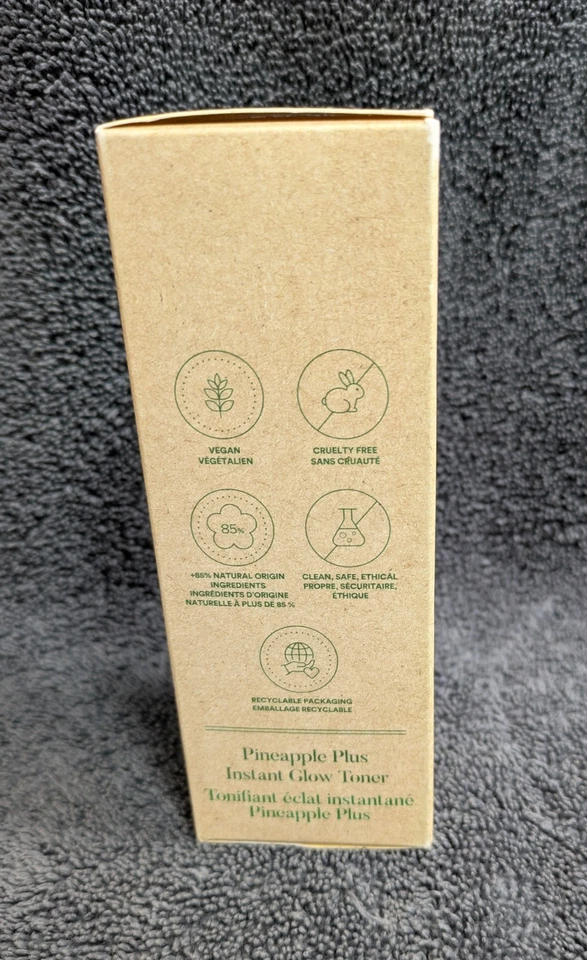 VEGAN
VÉGÉTALIEN
CRUELTY FREE
SANS CRUAUTÉ
85%
+85% NATURAL ORIGIN
INGREDIENTS
INGRÉDIENTS D'ORIGINE
NATURELLE À PLUS DE 85 %
CLEAN, SAFE, ETHICAL
PROPRE, SÉCURITAIRE,
ÉTHIQUE
RECYCLABLE PACKAGING
EMBALLAGE RECYCLABLE
Pineapple Plus
Instant Glow Toner
Tonifiant éclat instantané
Pineapple Plus